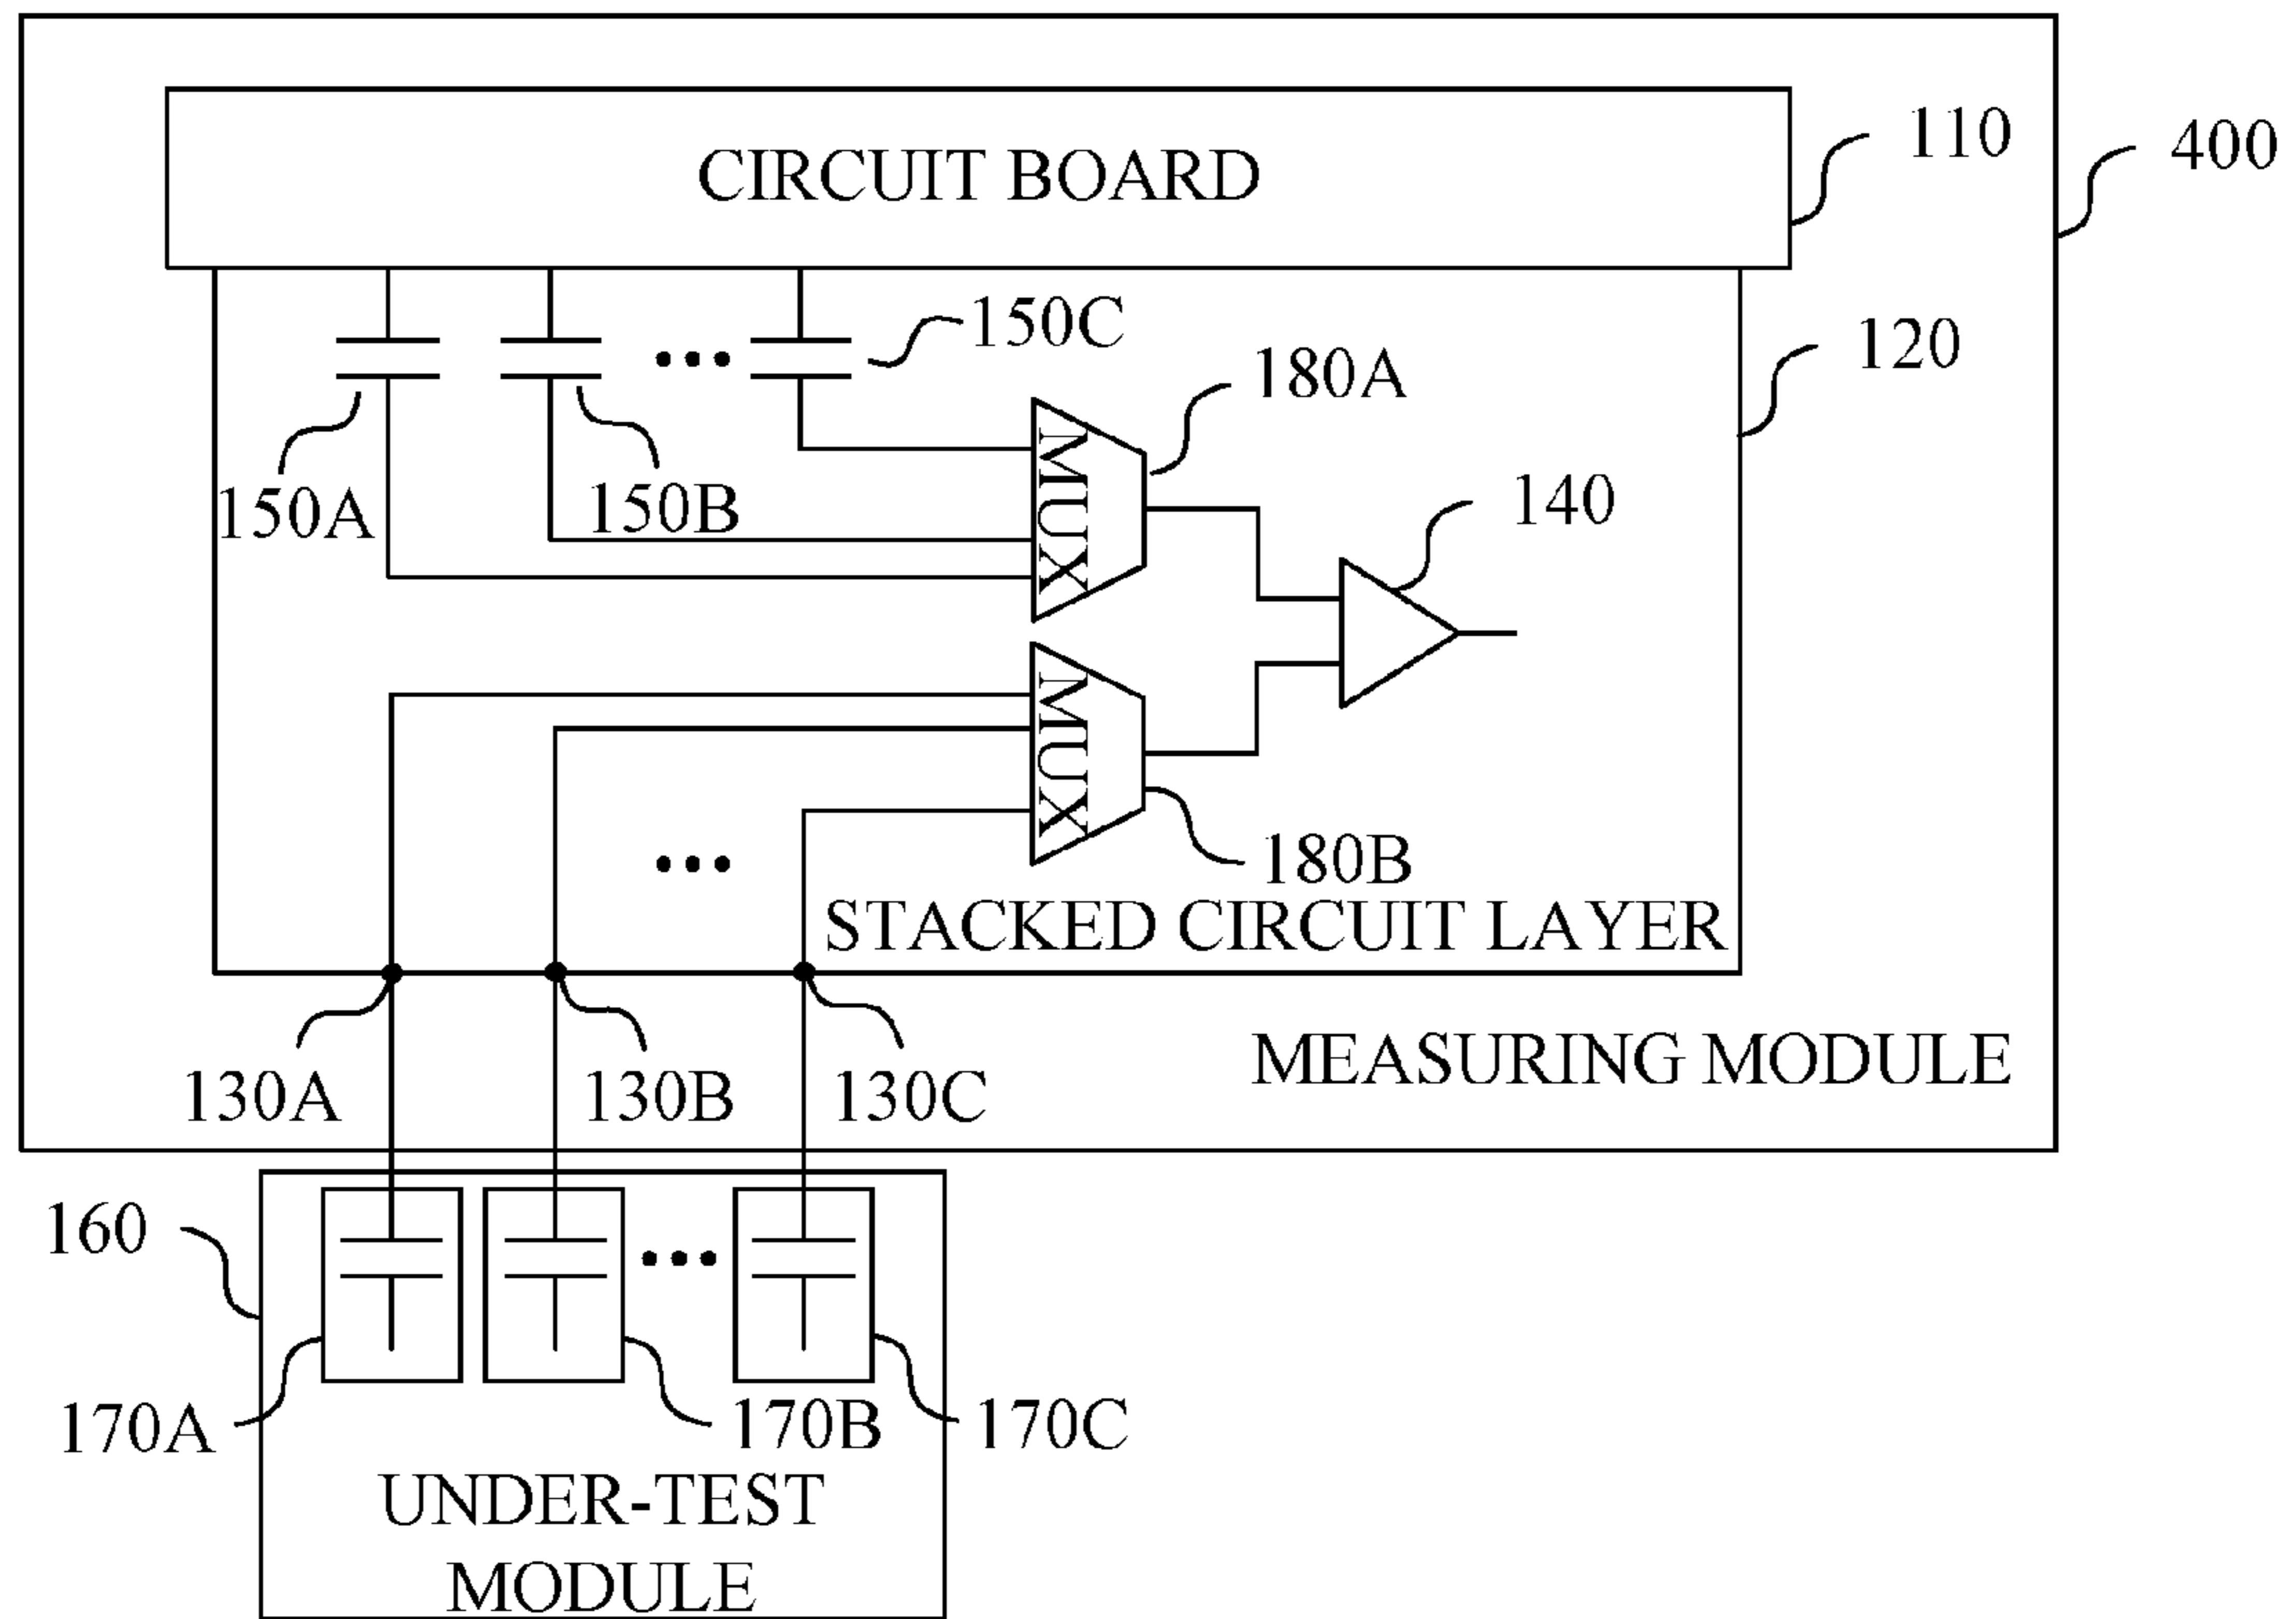 CIRCUIT BOARD
110
400
150C
120
180A
150A
150B
MUX
140
MUX
180B
STACKED CIRCUIT LAYER
MEASURING MODULE
130A
130B
130C
160
170A
170B
170C
UNDER-TEST
MODULE